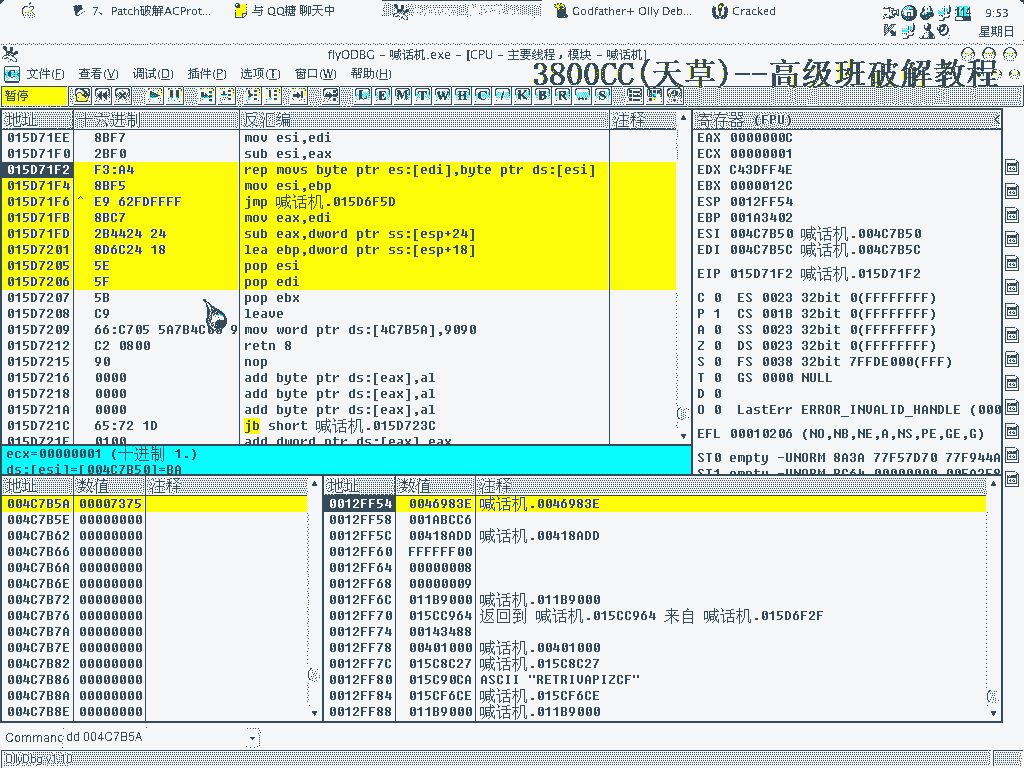 7、Patch破解ACProt...
与 QQ糖 聊天中
Godfather+ Olly Deb...
Cracked
9:53
星期日
flyODBG - 喊话机.exe - [CPU - 主要线程, 模块 - 喊话机]
文件(F) 查看(V) 调试(D) 插件(P) 选项(T) 窗口(W) 帮助(H)
3800CC(天草)--高级班破解教程
暂停 L E M T W H C / K B R ... S
地址 十六进制 反汇编 注释
015D71EE 8BF7 mov esi,edi
015D71F0 2BF0 sub esi,eax
015D71F2 F3:A4 rep movs byte ptr es:[edi],byte ptr ds:[esi]
015D71F4 8BF5 mov esi,ebp
015D71F6 ^ E9 62FDFFFF jmp 喊话机.015D6F5D
015D71FB 8BC7 mov eax,edi
015D71FD 2B4424 24 sub eax,dword ptr ss:[esp+24]
015D7201 8D6C24 18 lea ebp,dword ptr ss:[esp+18]
015D7205 5E pop esi
015D7206 5F pop edi
015D7207 5B pop ebx
015D7208 C9 leave
015D7209 66:C705 5A7B4C00 9 mov word ptr ds:[4C7B5A],9090
015D7212 C2 0800 retn 8
015D7215 90 nop
015D7216 0000 add byte ptr ds:[eax],al
015D7218 0000 add byte ptr ds:[eax],al
015D721A 0000 add byte ptr ds:[eax],al
015D721C 65:72 1D jb short 喊话机.015D723C
015D721F 0100 add dword ptr ds:[eax],eax
ecx=00000001 (十进制 1.)
ds:[esi]=[004C7B50]=BA
寄存器 (FPU)
EAX 0000000C
ECX 00000001
EDX C43DFF4E
EBX 0000012C
ESP 0012FF54
EBP 001A3402
ESI 004C7B50 喊话机.004C7B50
EDI 004C7B5C 喊话机.004C7B5C
EIP 015D71F2 喊话机.015D71F2
C 0 ES 0023 32bit 0(FFFFFFFF)
P 1 CS 001B 32bit 0(FFFFFFFF)
A 0 SS 0023 32bit 0(FFFFFFFF)
Z 0 DS 0023 32bit 0(FFFFFFFF)
S 0 FS 0038 32bit 7FFDE000(FFF)
T 0 GS 0000 NULL
D 0
O 0 LastErr ERROR_INVALID_HANDLE (000
EFL 00010206 (NO,NB,NE,A,NS,PE,GE,G)
ST0 empty -UNORM 8A3A 77F57D70 77F944A
地址 数值 注释
004C7B5A 00007375
004C7B5E 00000000
004C7B62 00000000
004C7B66 00000000
004C7B6A 00000000
004C7B6E 00000000
004C7B72 00000000
004C7B76 00000000
004C7B7A 00000000
004C7B7E 00000000
004C7B82 00000000
004C7B86 00000000
004C7B8A 00000000
004C7B8E 00000000
地址 数值 注释
0012FF54 0046983E 喊话机.0046983E
0012FF58 001ABCC6
0012FF5C 00418ADD 喊话机.00418ADD
0012FF60 FFFFFF00
0012FF64 00000008
0012FF68 00000009
0012FF6C 011B9000 喊话机.011B9000
0012FF70 015CC964 返回到 喊话机.015CC964 来自 喊话机.015D6F2F
0012FF74 00143488
0012FF78 00401000 喊话机.00401000
0012FF7C 015C8C27 喊话机.015C8C27
0012FF80 015C90CA ASCII "RETRIVAPIZCF"
0012FF84 015CF6CE 喊话机.015CF6CE
0012FF88 011B9000 喊话机.011B9000
Command dd 004C7B5A
OllyDbg v1.10